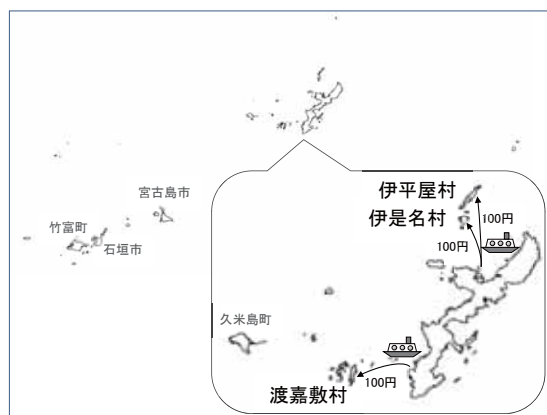 宮古島市
竹富町
石垣市
伊平屋村
伊是名村
100円
100円
久米島町
渡嘉敷村
100円